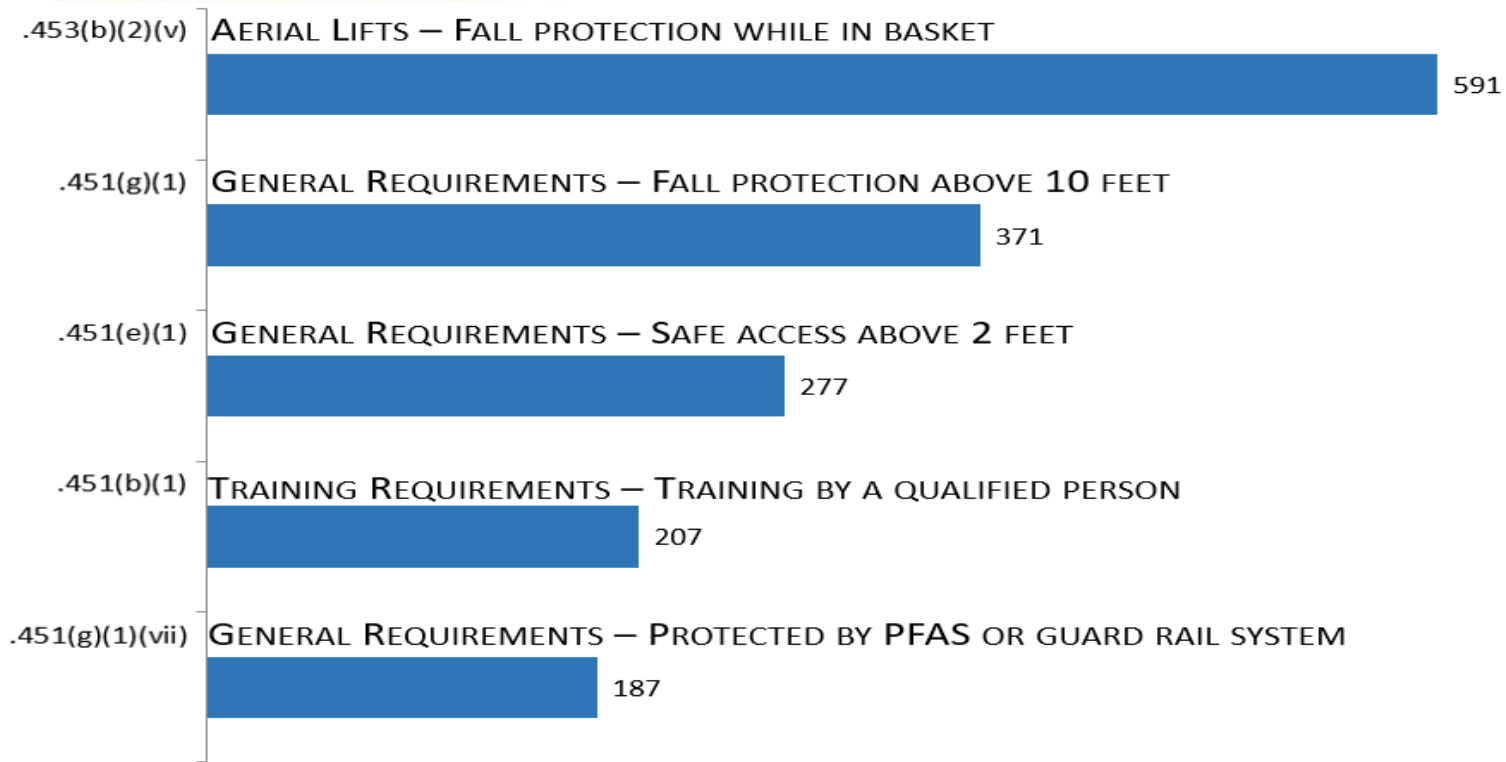 .453(b)(2)(v) AERIAL LIFTS – FALL PROTECTION WHILE IN BASKET
591
.451(g)(1) GENERAL REQUIREMENTS – FALL PROTECTION ABOVE 10 FEET
371
.451(e)(1) GENERAL REQUIREMENTS – SAFE ACCESS ABOVE 2 FEET
277
.451(b)(1) TRAINING REQUIREMENTS – TRAINING BY A QUALIFIED PERSON
207
.451(g)(1)(vii) GENERAL REQUIREMENTS – PROTECTED BY PFAS OR GUARD RAIL SYSTEM
187